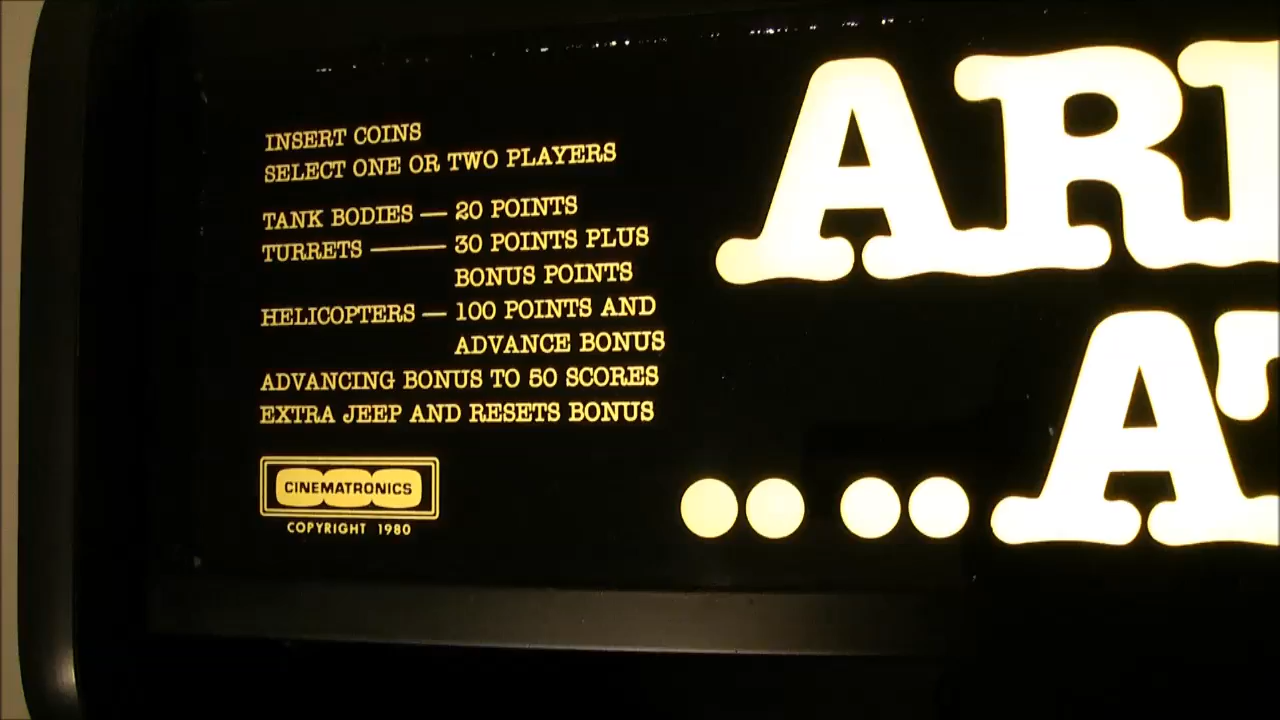 INSERT COINS
SELECT ONE OR TWO PLAYERS
TANK BODIES — 20 POINTS
TURRETS — 30 POINTS PLUS
BONUS POINTS
HELICOPTERS — 100 POINTS AND
ADVANCE BONUS
ADVANCING BONUS TO 50 SCORES
EXTRA JEEP AND RESETS BONUS
CINEMATRONICS
COPYRIGHT 1980
AR
....AT